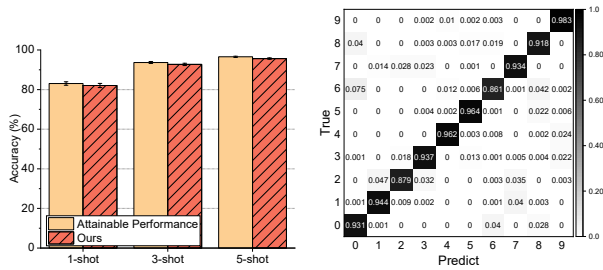 100
80
60
40
20
0
Accuracy (%)
Attainable Performance
Ours
1-shot 3-shot 5-shot
9 0 0 0 0.002 0.01 0.002 0.003 0 0 0.983
8 0.04 0 0 0.003 0.003 0.017 0.019 0 0.918 0
7 0 0.014 0.028 0.023 0 0.001 0 0.934 0 0
6 0.075 0 0 0 0.012 0.006 0.861 0.001 0.042 0.002
5 0 0 0 0.004 0.002 0.964 0.001 0 0.022 0.006
4 0 0 0 0 0.962 0.003 0.008 0 0.002 0.024
3 0.001 0 0.018 0.937 0 0.013 0.001 0.005 0.004 0.022
2 0 0.047 0.879 0.032 0 0.002 0 0.035 0 0.003
1 0.001 0.944 0.009 0.002 0 0 0.001 0.04 0.003 0
0 0.931 0.001 0 0 0 0 0.04 0 0.028 0
0 1 2 3 4 5 6 7 8 9
True
Predict
1.0
0.8
0.6
0.4
0.2
0